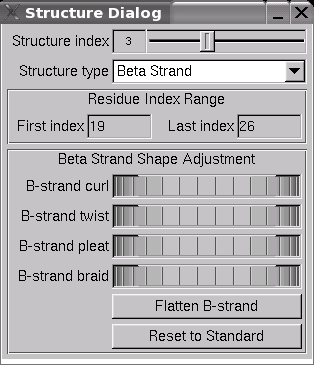 Structure Dialog
Structure index 3
Structure type Beta Strand
Residue Index Range
First index 19 Last index 26
Beta Strand Shape Adjustment
B-strand curl
B-strand twist
B-strand pleat
B-strand braid
Flatten B-strand
Reset to Standard